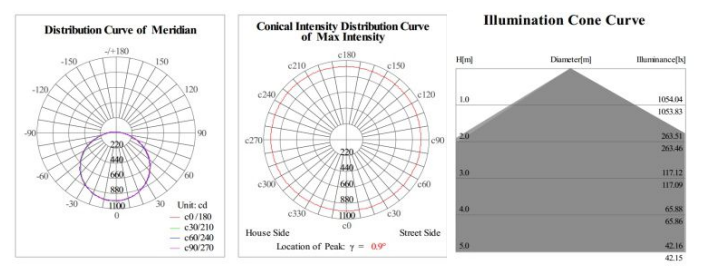 Distribution Curve of Meridian
-/+180
-150 150
-120 120
-90 90
-60 60
-30 30
0
220
440
660
880
1100
Unit: cd
c0/180
c30/210
c60/240
c90/270
Conical Intensity Distribution Curve
of Max Intensity
c180
c210 c150
c240 c120
c270 c90
c300 c60
c330 c30
c0
220
440
660
880
1100
House Side Street Side
Location of Peak: γ = 0.9°
Illumination Cone Curve
H[m] Diameter[m] Illuminance[lx]
1.0 1054.04
1053.83
2.0 263.51
263.46
3.0 117.12
117.09
4.0 65.88
65.86
5.0 42.16
42.15